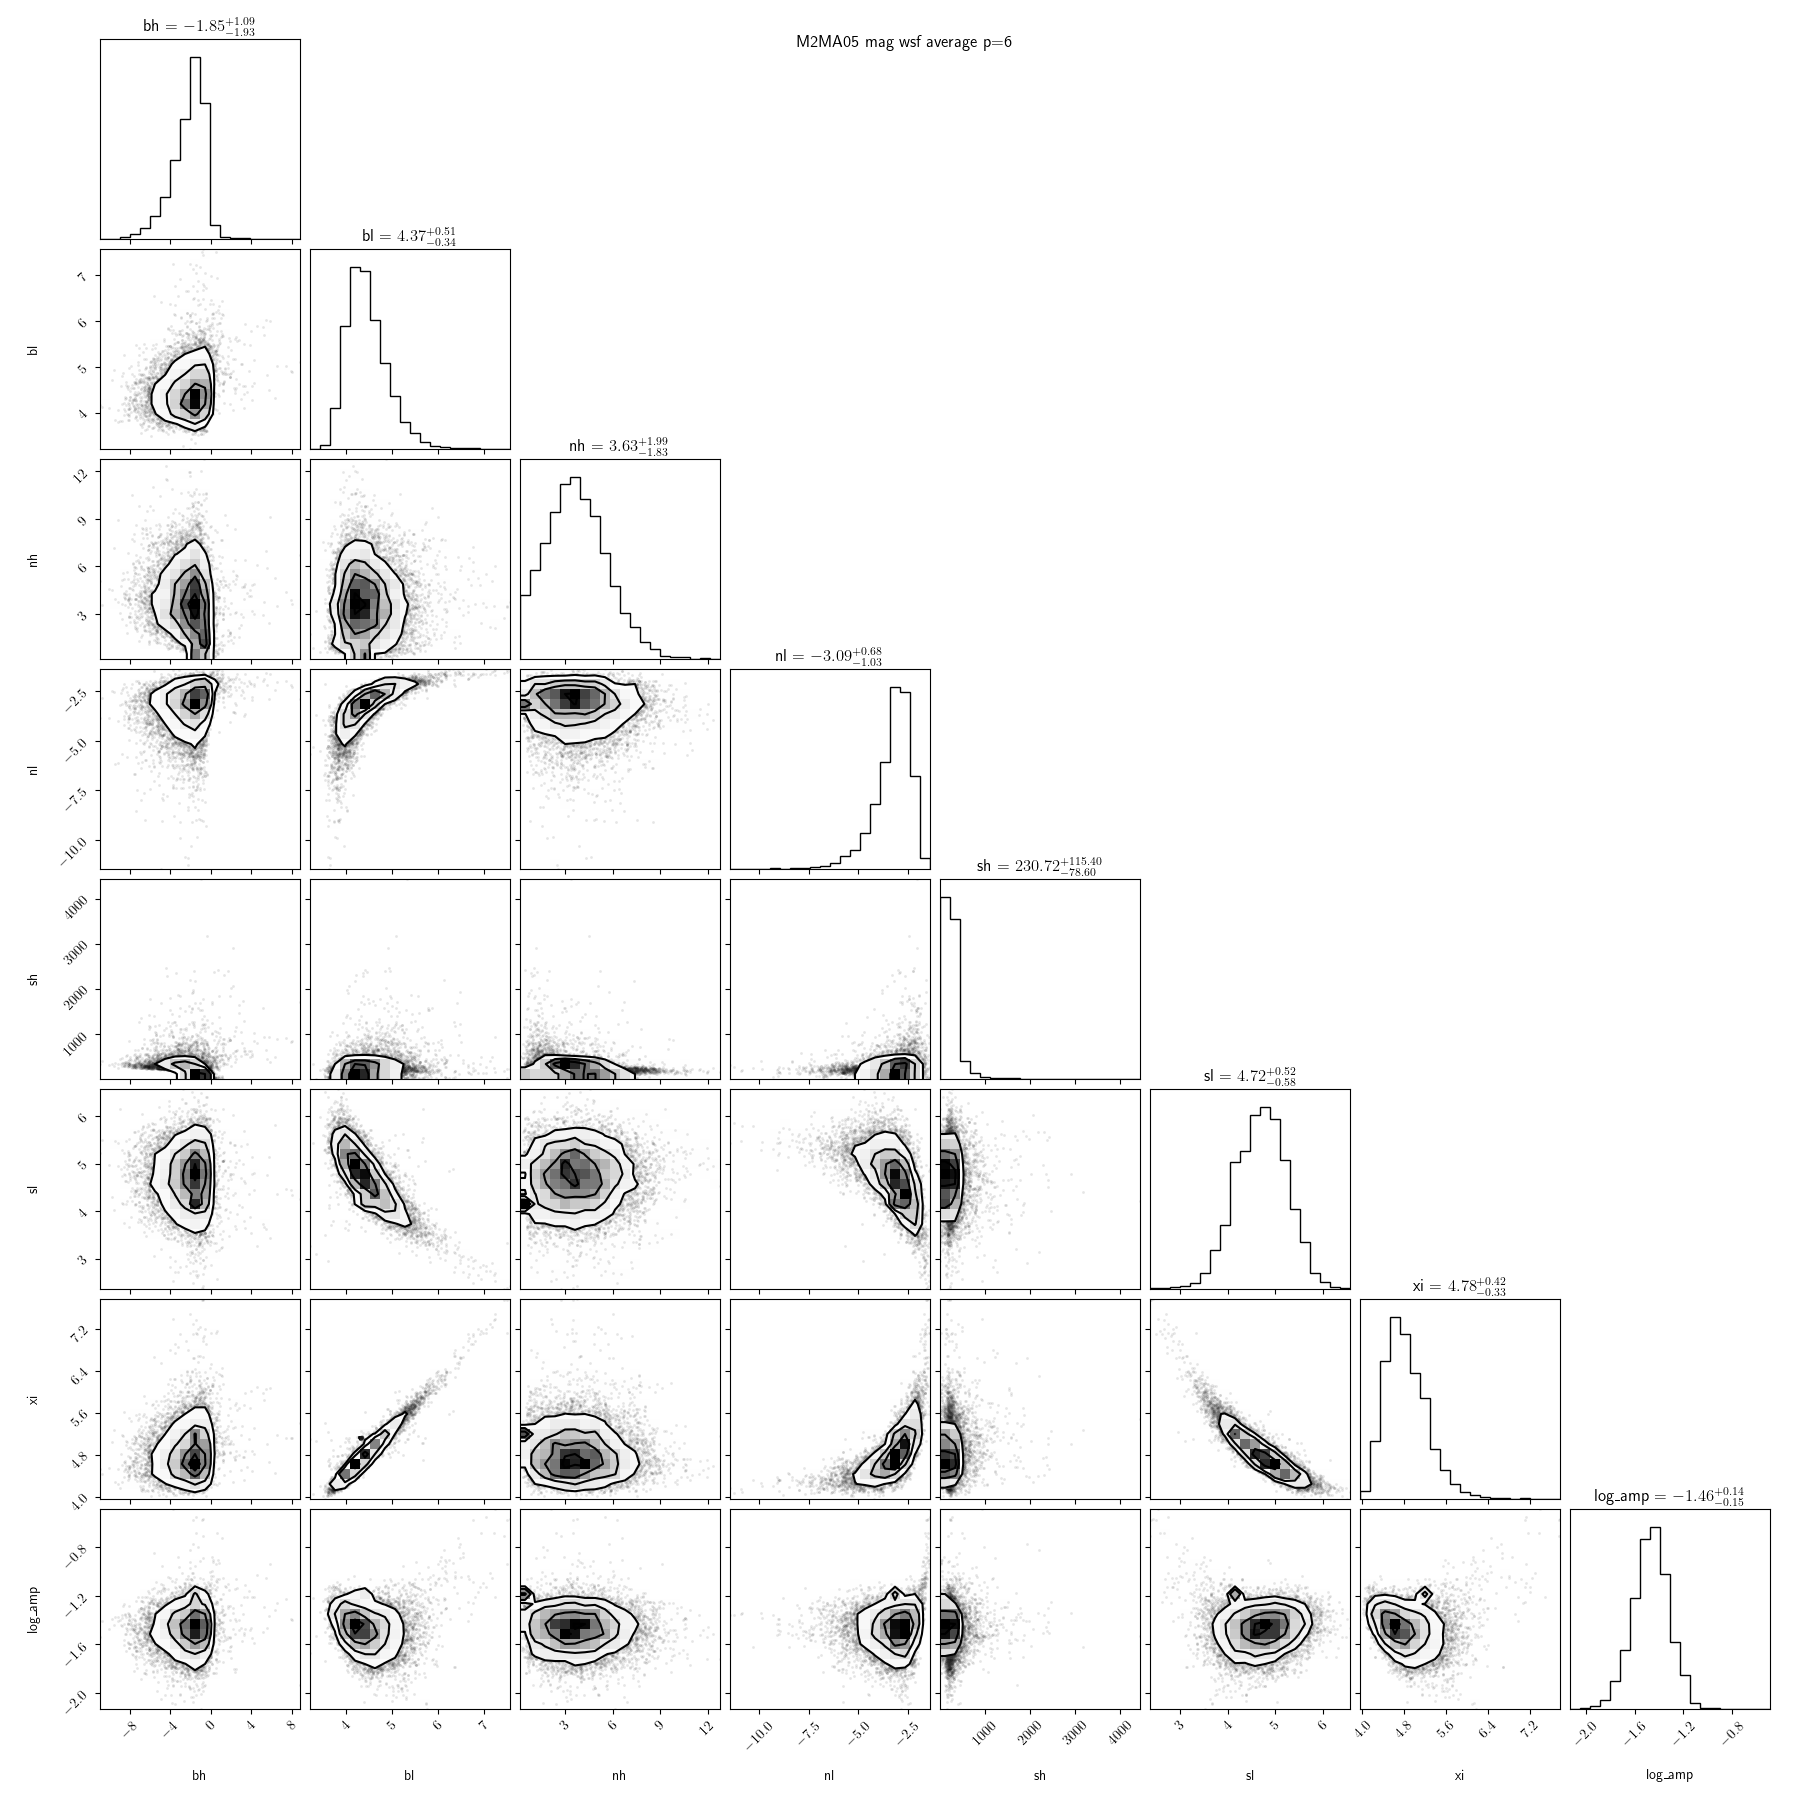 M2MA05 mag wsf average p=6
bh = −1.85+1.09−1.93
bl = 4.37+0.51−0.34
nh = 3.63+1.99−1.83
nl = −3.09+0.68−1.03
sh = 230.72+115.40−78.60
sl = 4.72+0.52−0.58
xi = 4.78+0.42−0.33
log_amp = −1.46+0.14−0.15
7
6
5
4
bl
12
9
6
3
nh
−2.5
−5.0
−7.5
−10.0
nl
4000
3000
2000
1000
sh
6
5
4
3
sl
7.2
6.4
5.6
4.8
4.0
xi
−0.8
−1.2
−1.6
−2.0
log_amp
−8 −4 0 4 8
4 5 6 7
3 6 9 12
−10.0 −7.5 −5.0 −2.5
1000 2000 3000 4000
3 4 5 6
4.0 4.8 5.6 6.4 7.2
−2.0 −1.6 −1.2 −0.8
bh bl nh nl sh sl xi log_amp